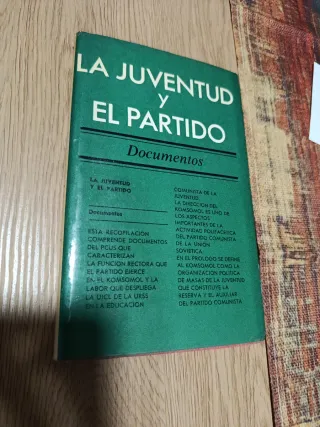 LA JUVENTUD
y
EL PARTIDO
Documentos
LA JUVENTUD
Y EL PARTIDO
Documentos
ESTA RECOPILACION
COMPRENDE DOCUMENTOS
DEL PCUS QUE
CARACTERIZAN
LA FUNCION RECTORA QUE
EL PARTIDO EJERCE
EN EL KOMSOMOL Y LA
LABOR QUE DESPLIEGA
LA UJCL DE LA URSS
EN LA EDUCACION
COMUNISTA DE LA
JUVENTUD
LA DIRECCION DEL
KOMSOMOL ES UNO DE
LOS ASPECTOS
IMPORTANTES DE LA
ACTIVIDAD POLIFACETICA
DEL PARTIDO COMUNISTA
DE LA UNION
SOVIETICA
EN EL PROLOGO SE DEFINE
AL KOMSOMOL COMO LA
ORGANIZACION POLITICA
DE MASAS DE LA JUVENTUD
QUE CONSTITUYE LA
RESERVA Y EL AUXILIAR
DEL PARTIDO COMUNISTA